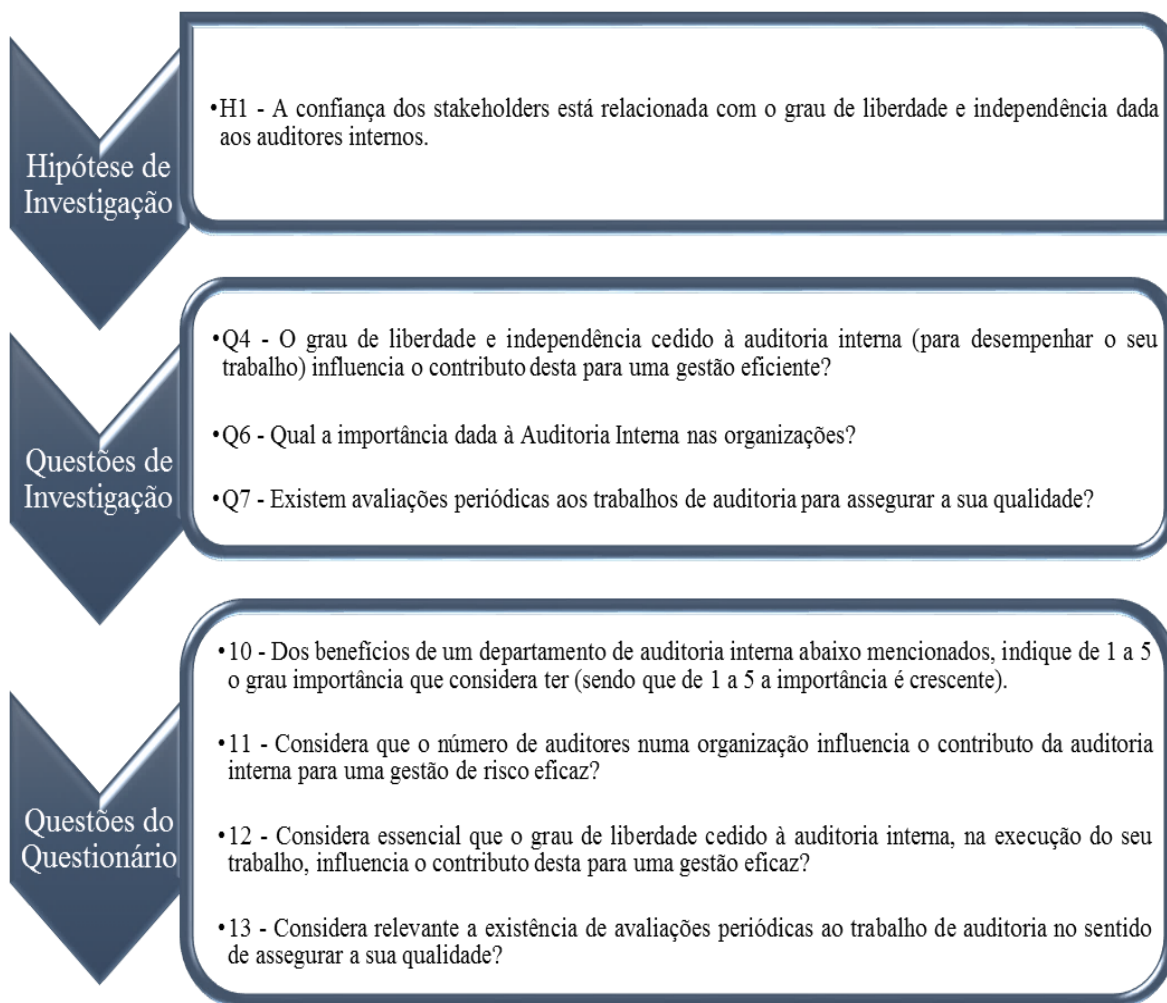 Hipótese de
Investigação
•H1 - A confiança dos stakeholders está relacionada com o grau de liberdade e independência dada
aos auditores internos.
Questões de
Investigação
•Q4 - O grau de liberdade e independência cedido à auditoria interna (para desempenhar o seu
trabalho) influencia o contributo desta para uma gestão eficiente?
•Q6 - Qual a importância dada à Auditoria Interna nas organizações?
•Q7 - Existem avaliações periódicas aos trabalhos de auditoria para assegurar a sua qualidade?
Questões do
Questionário
•10 - Dos benefícios de um departamento de auditoria interna abaixo mencionados, indique de 1 a 5
o grau importância que considera ter (sendo que de 1 a 5 a importância é crescente).
•11 - Considera que o número de auditores numa organização influencia o contributo da auditoria
interna para uma gestão de risco eficaz?
•12 - Considera essencial que o grau de liberdade cedido à auditoria interna, na execução do seu
trabalho, influencia o contributo desta para uma gestão eficaz?
•13 - Considera relevante a existência de avaliações periódicas ao trabalho de auditoria no sentido
de assegurar a sua qualidade?